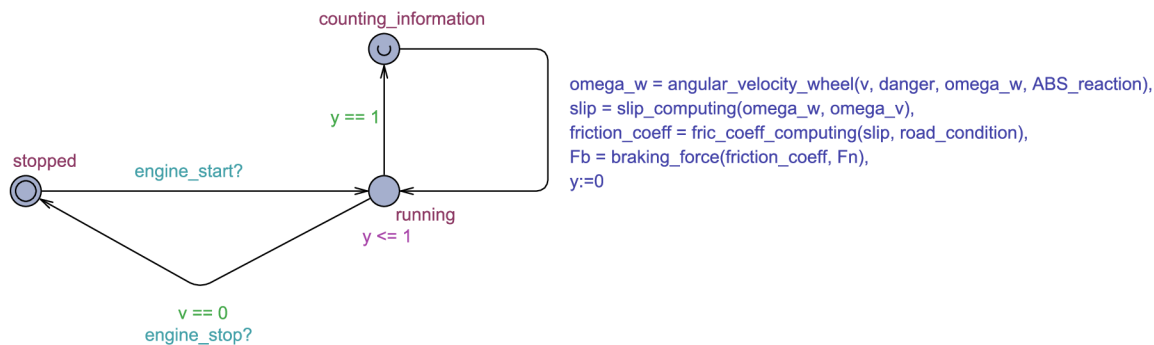 counting_information
omega_w = angular_velocity_wheel(v, danger, omega_w, ABS_reaction),
slip = slip_computing(omega_w, omega_v),
y == 1
friction_coeff = fric_coeff_computing(slip, road_condition),
Fb = braking_force(friction_coeff, Fn),
y:=0
stopped
engine_start?
running
y <= 1
v == 0
engine_stop?